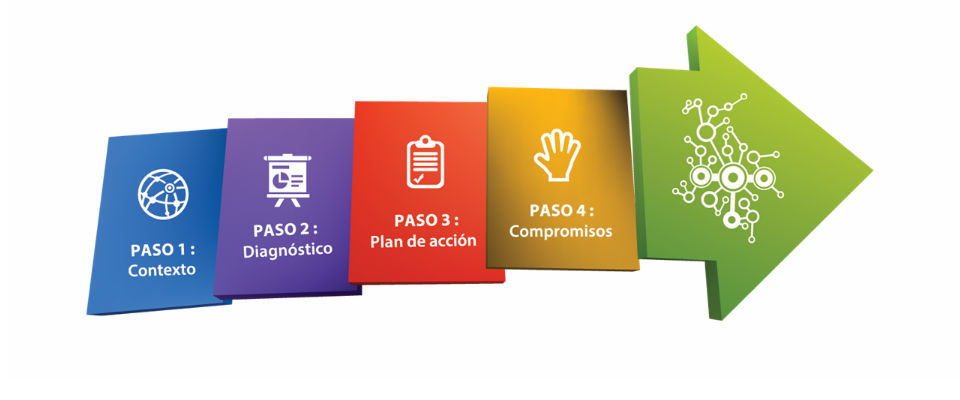 PASO 1 :
Contexto
PASO 2 :
Diagnóstico
PASO 3 :
Plan de acción
PASO 4 :
Compromisos